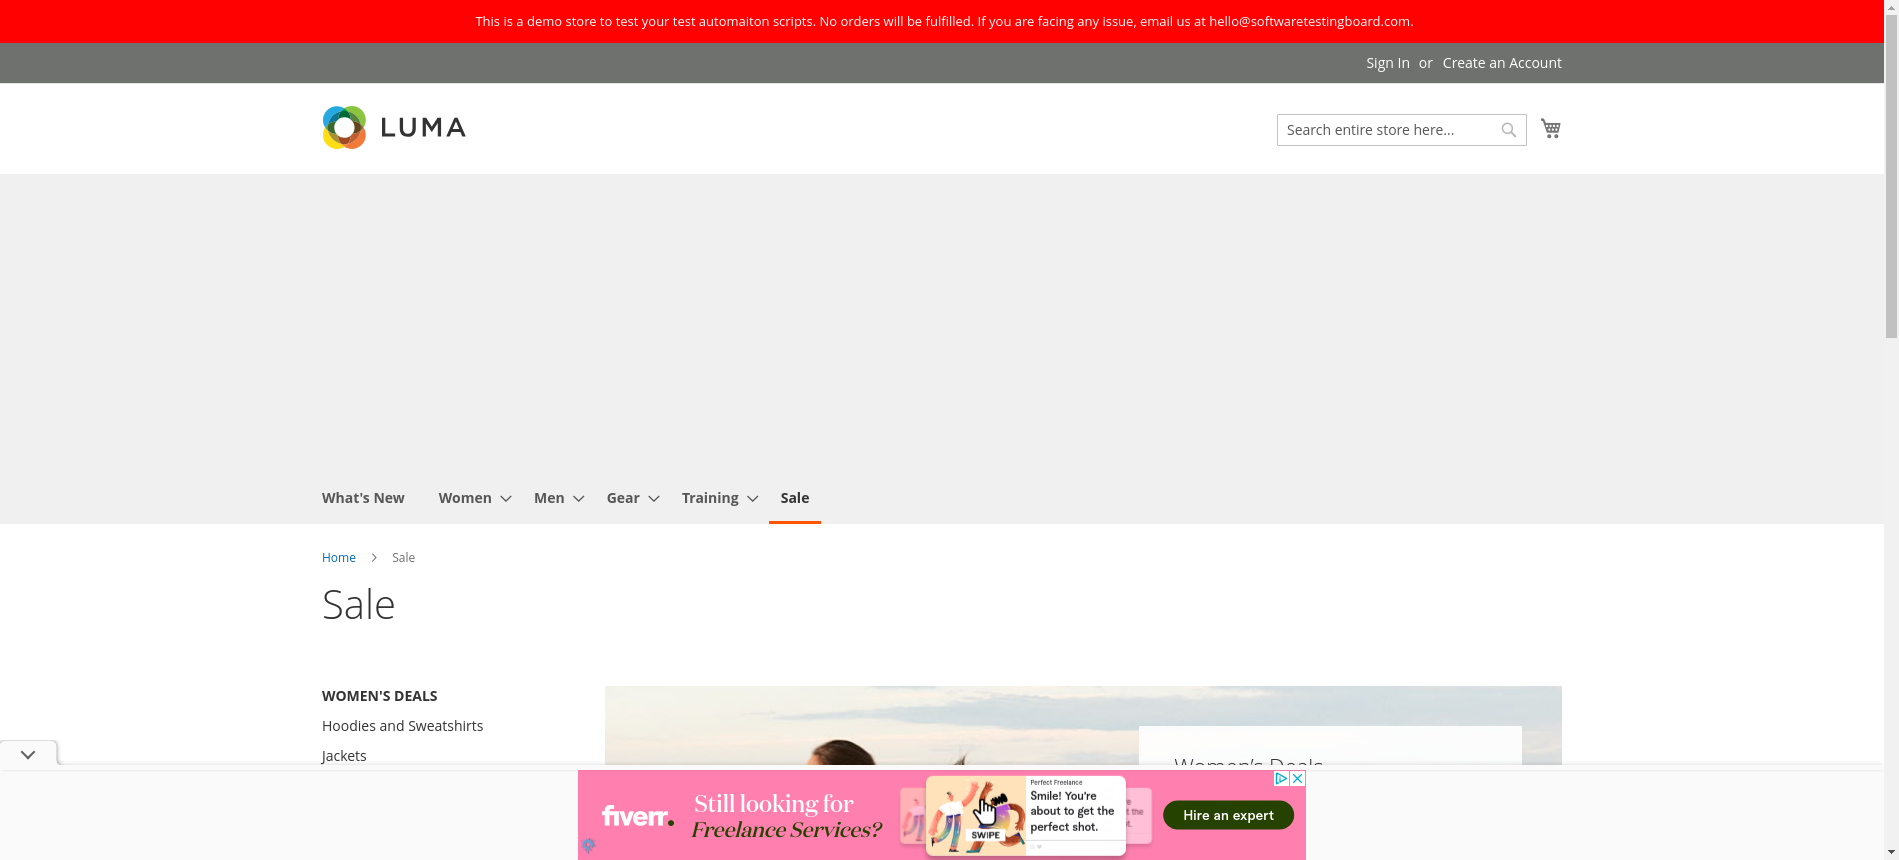 This is a demo store to test your test automaiton scripts. No orders will be fulfilled. If you are facing any issue, email us at hello@softwaretestingboard.com.
Sign In or Create an Account
LUMA
Search entire store here...
What's New Women Men Gear Training Sale
Home Sale
Sale
WOMEN'S DEALS
Hoodies and Sweatshirts
Jackets
Women's Deals
fiverr.
Still looking for
Freelance Services?
SWIPE
Perfect Freelance
Smile! You're
about to get the
perfect shot.
Hire an expert